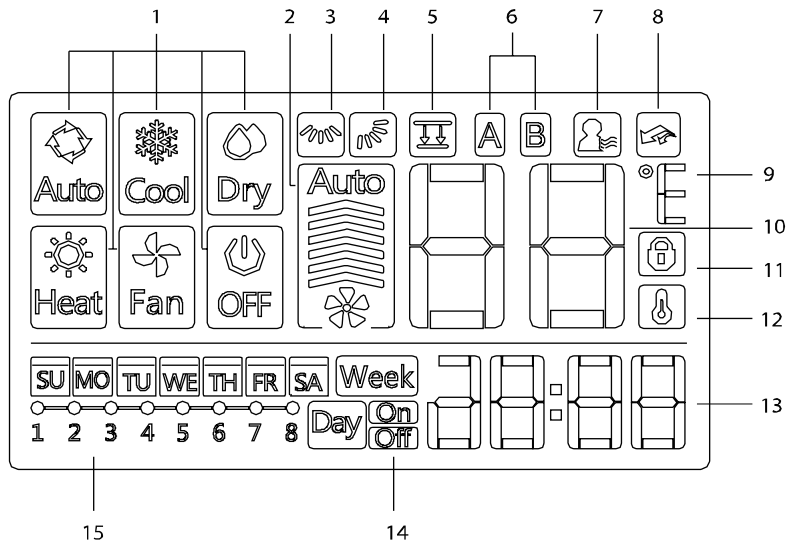 1 2 3 4 5 6 7 8
Auto Cool Dry Auto A B
9
10
Heat Fan OFF
11
12
SU MO TU WE TH FR SA Week
Day On 38:88 13
Off
1 2 3 4 5 6 7 8
15 14